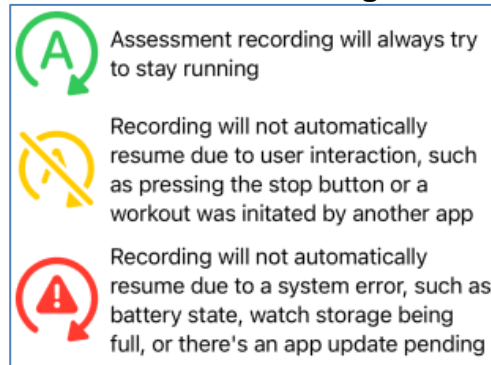 A
Assessment recording will always try
to stay running
A
Recording will not automatically
resume due to user interaction, such
as pressing the stop button or a
workout was initated by another app
Recording will not automatically
resume due to a system error, such as
battery state, watch storage being
full, or there's an app update pending